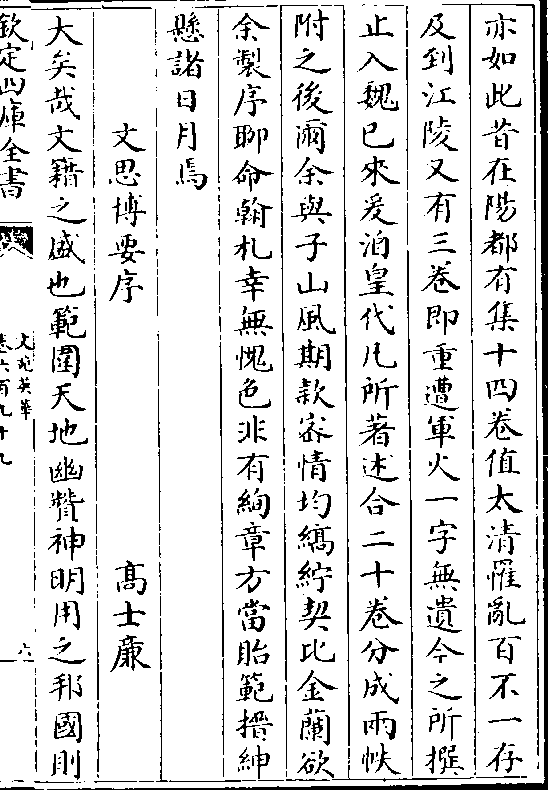 亦如此昔在陽都有集十四卷值太清罹亂百不一存
及到江陵又有三卷即重遭軍火一字無遺今之所撰
止入魏已來爰洎皇代凡所著述合二十卷分成兩帙
附之後爾余與子山風期款密情均縞紵契比金蘭欲
余製序聊命翰札幸無愧色非有絢章方當貽範搢紳
懸諸日月焉
文思博要序　髙士廉
大矣哉文籍之盛也範圍天地幽贊神明用之邦國則
欽定四庫全書
文苑英華
卷六百九十九
六